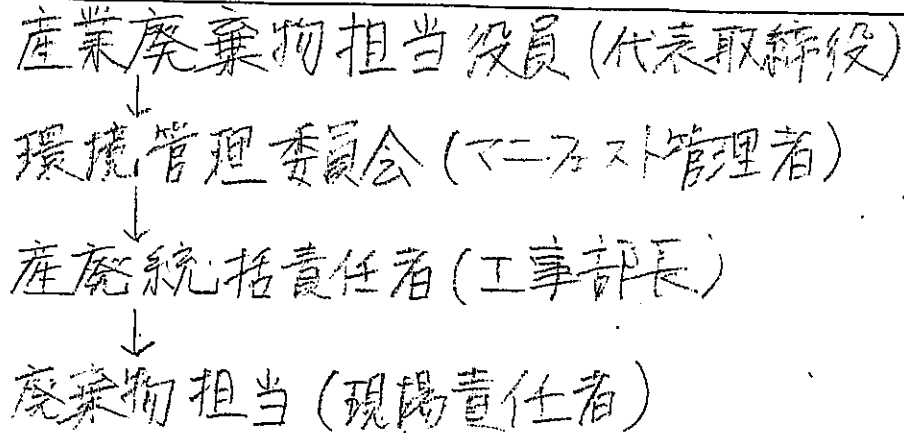 産業廃棄物担当役員(代表取締役)
↓
環境管理委員会(マニフェスト管理者)
↓
産廃統括責任者(工事部長)
↓
廃棄物担当(現場責任者)